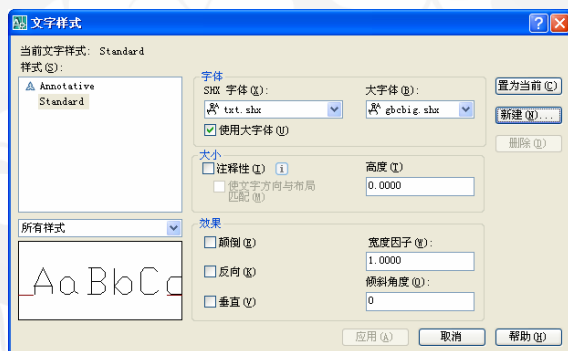 文字样式
当前文字样式: Standard
样式(S):
Annotative
Standard
所有样式
AaBbCc
字体
SHX 字体(X):
txt.shx
大字体(B):
gbcbig.shx
使用大字体(U)
大小
注释性(I)
使文字方向与布局
匹配(M)
高度(T)
0.0000
效果
颠倒(E)
反向(K)
垂直(V)
宽度因子(W):
1.0000
倾斜角度(O):
0
置为当前(C)
新建(N)...
删除(D)
应用(A)
取消
帮助(H)